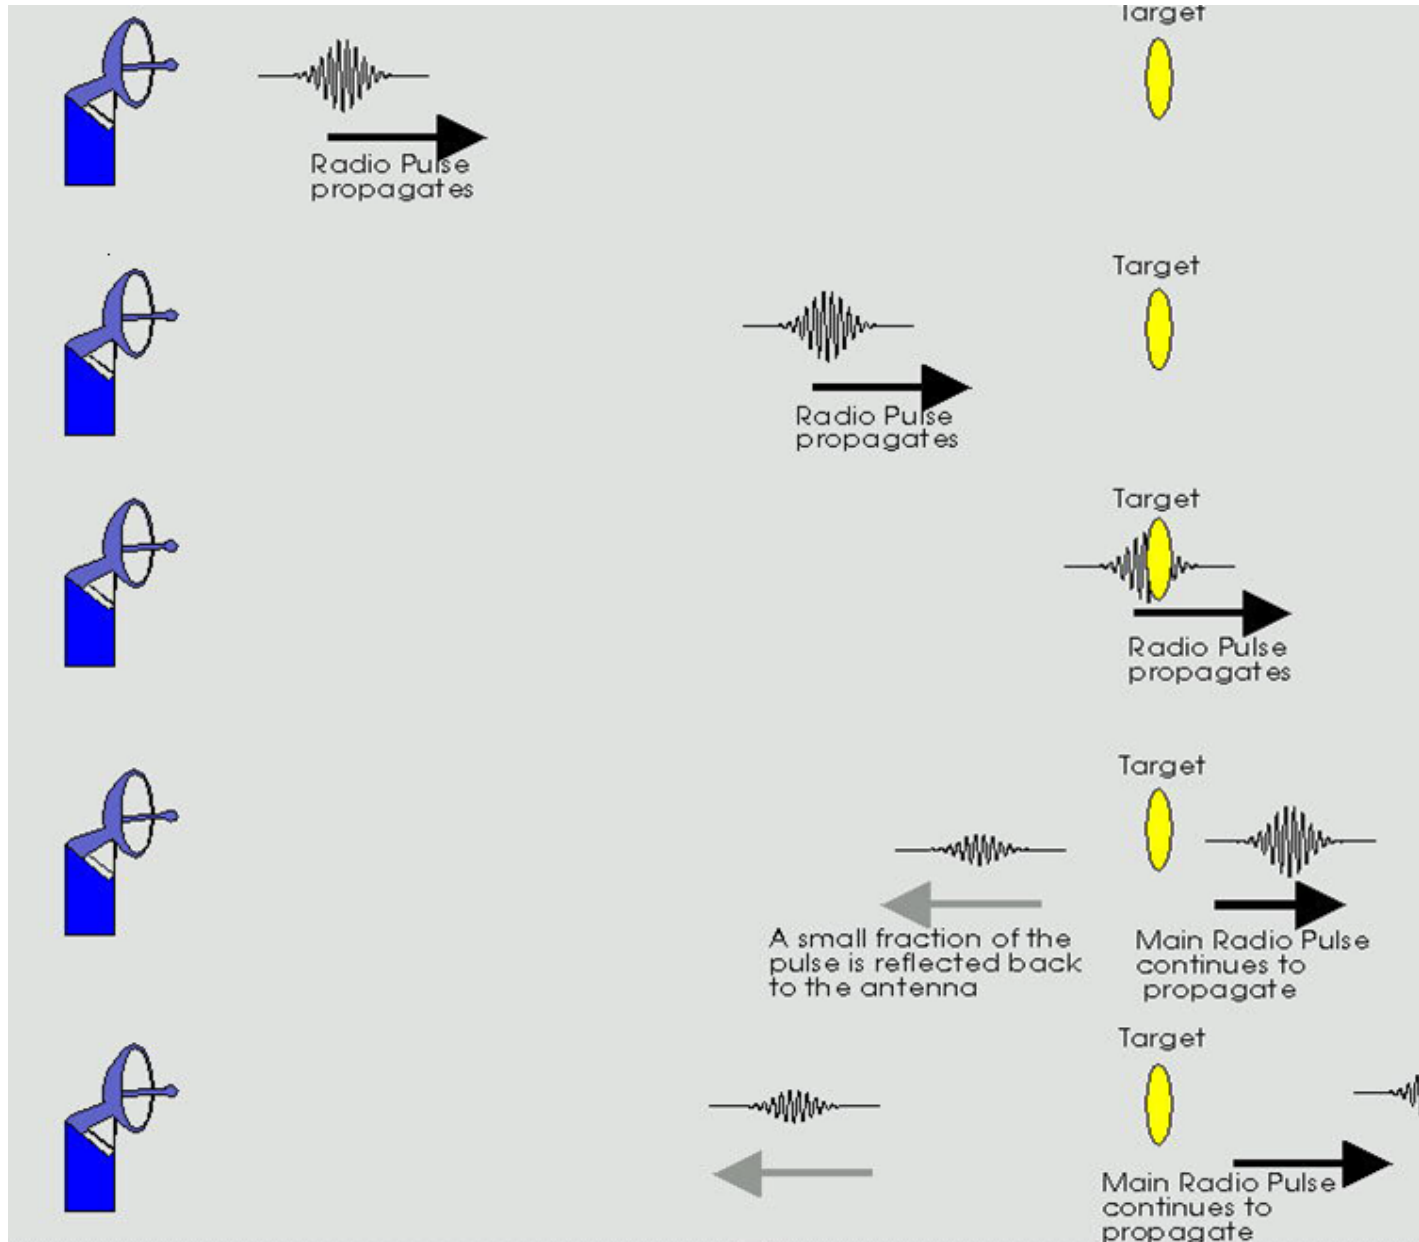 Target
Radio Pulse
propagates
Target
Radio Pulse
propagates
Target
Radio Pulse
propagates
Target
A small fraction of the
pulse is reflected back
to the antenna
Main Radio Pulse
continues to
propagate
Target
Main Radio Pulse
continues to
propagate